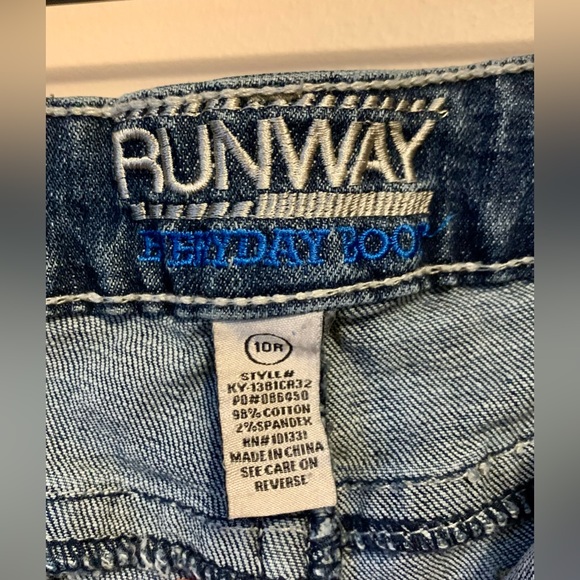 RUNWAY
EVERYDAY
10R
STYLE#
KY-1381CR32
PO#086450
98% COTTON
2% SPANDEX
RN#101331
MADE IN CHINA
SEE CARE ON
REVERSE